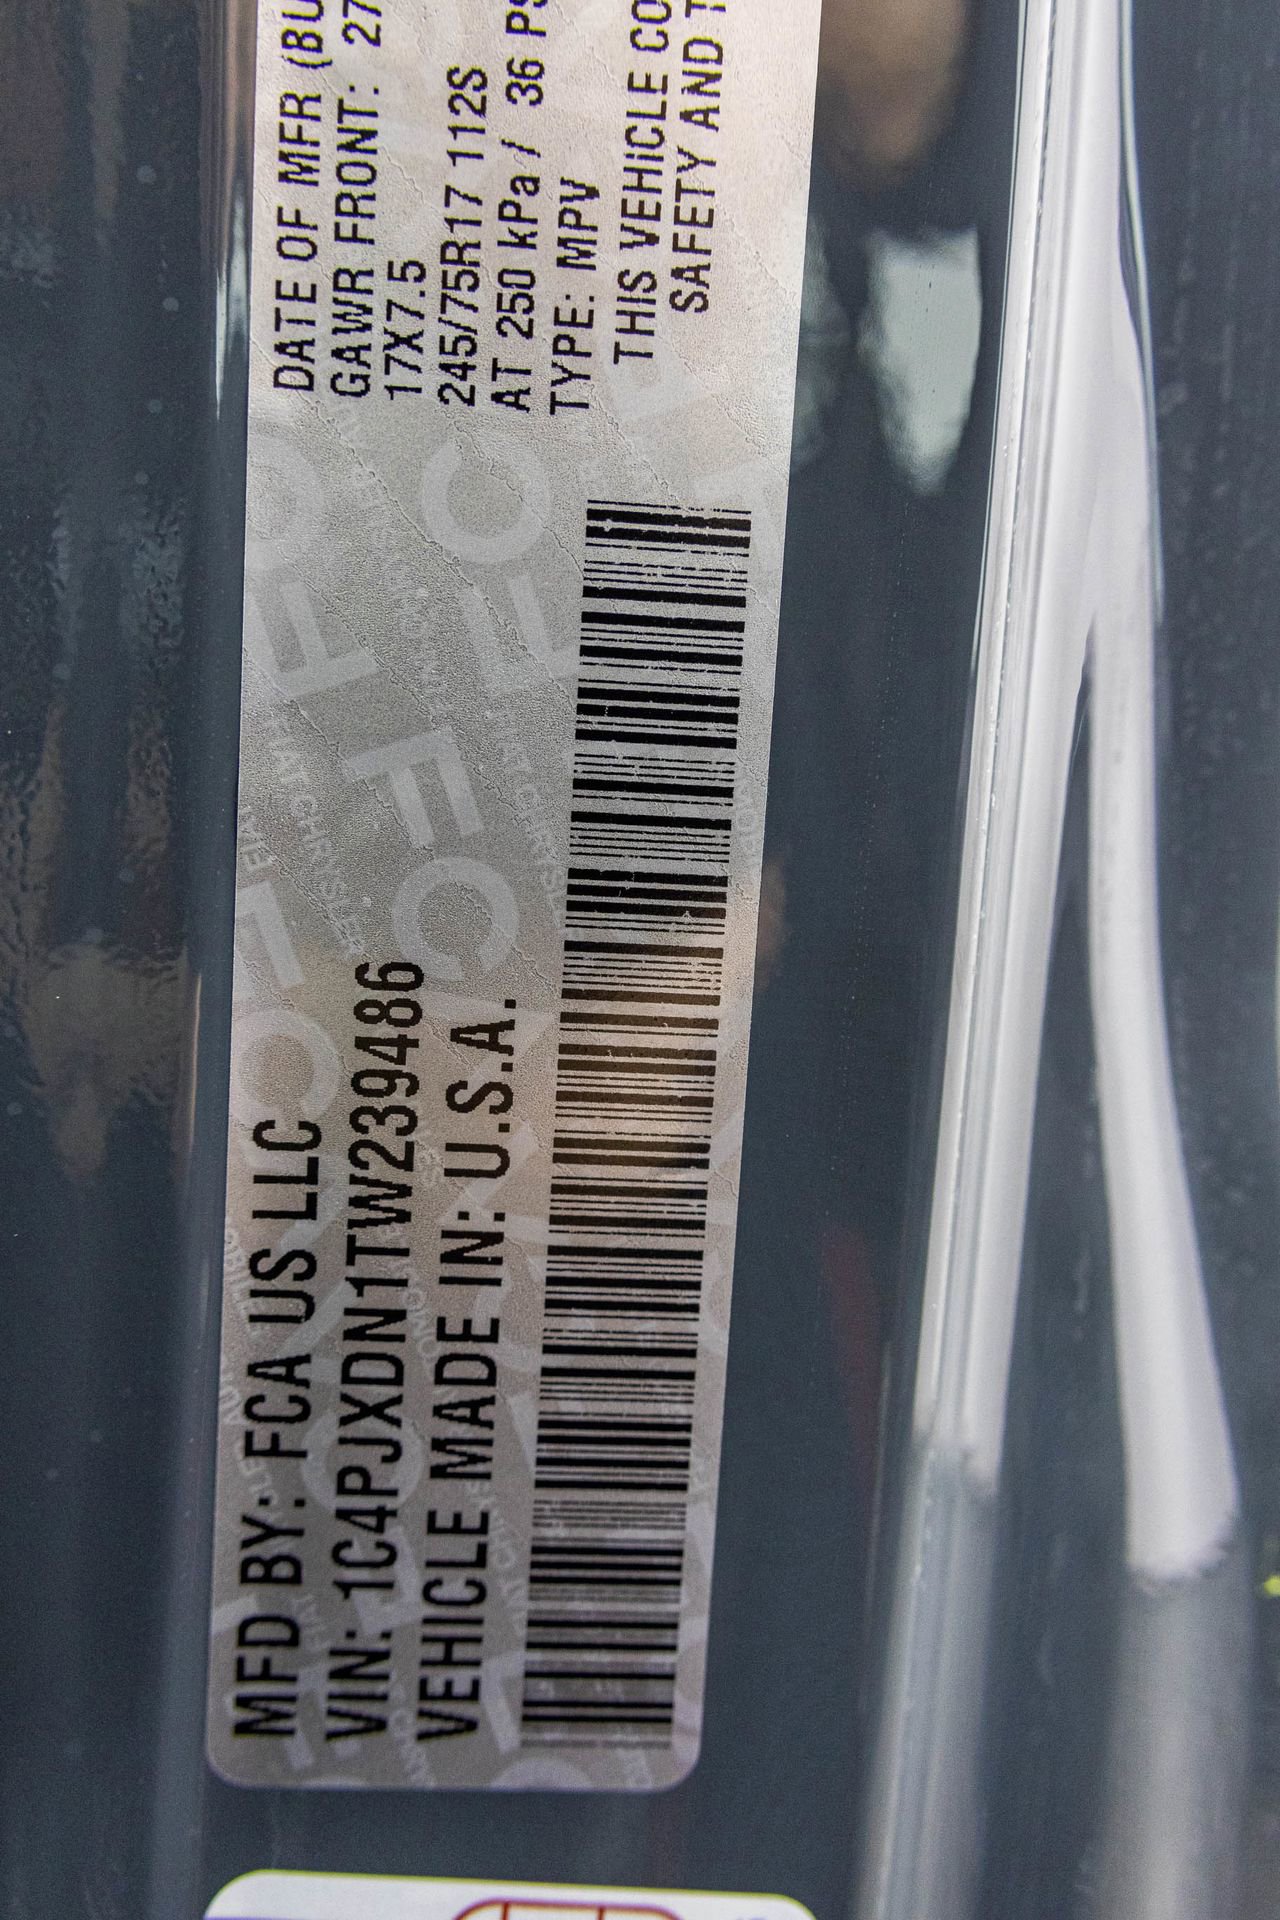 MFD BY: FCA US LLC
VIN: 1C4PJXDN1TW239486
VEHICLE MADE IN: U.S.A.
DATE OF MFR (BU
GAWR FRONT: 27
17X7.5
245/75R17 112S
AT 250 kPa / 36 PS
TYPE: MPV
THIS VEHICLE CO
SAFETY AND T